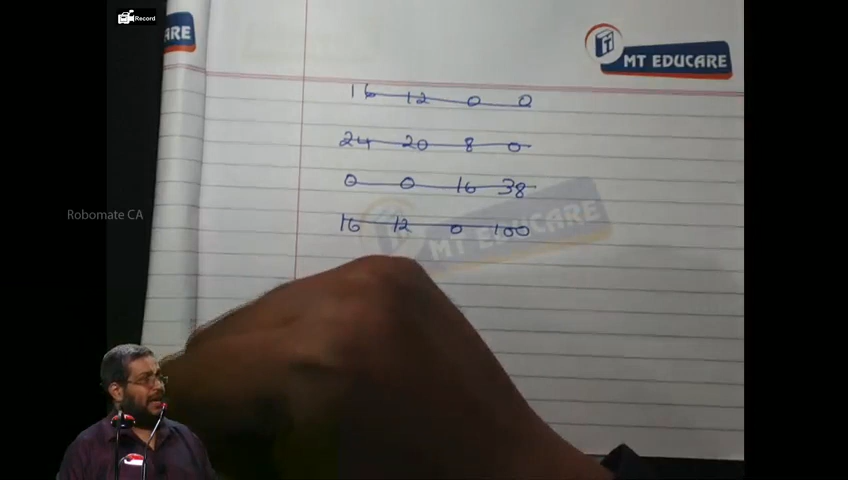 Record
ARE
MT EDUCARE
16 12 0 0
24 20 8 0
0 0 16 38
16 12 0 100
MT EDUCARE
Robomate CA